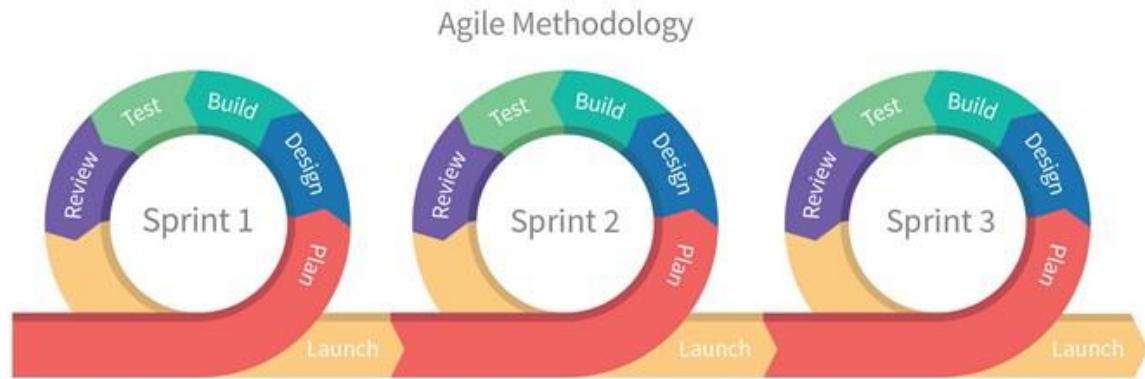 Agile Methodology
Test
Build
Review
Design
Sprint 1
Plan
Launch
Test
Build
Review
Design
Sprint 2
Plan
Launch
Test
Build
Review
Design
Sprint 3
Plan
Launch